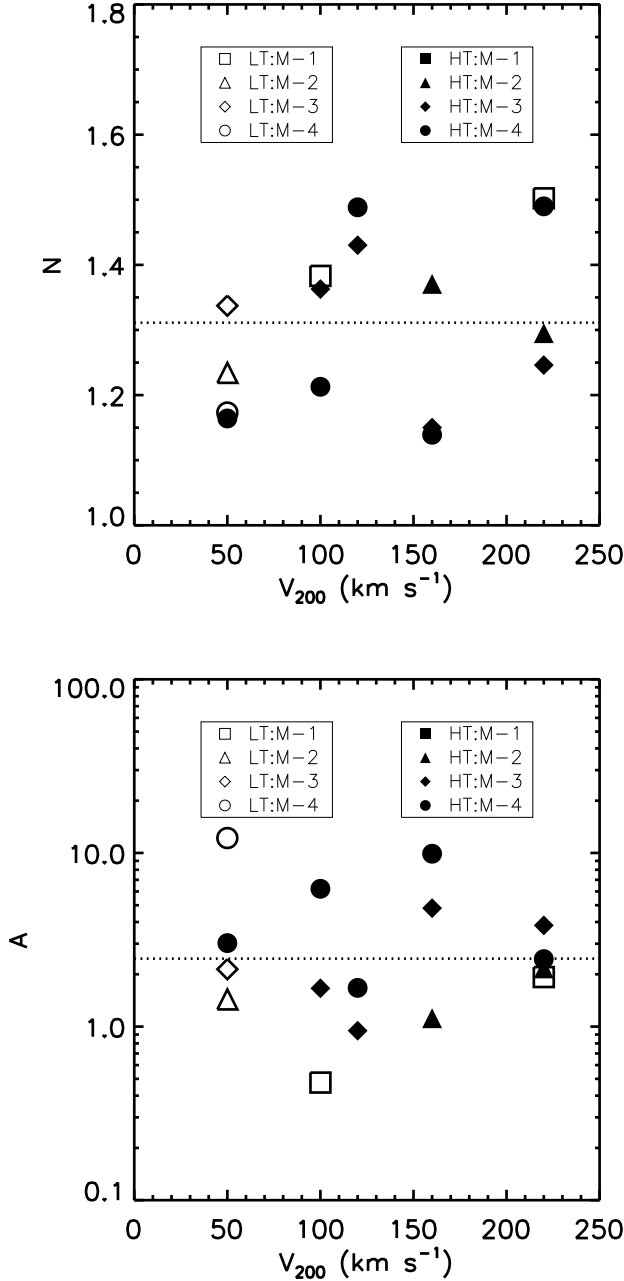 1.8
LT:M−1 HT:M−1
LT:M−2 HT:M−2
LT:M−3 HT:M−3
LT:M−4 HT:M−4
1.6
1.4
N
1.2
1.0
0 50 100 150 200 250
V₂₀₀ (km s⁻¹)
100.0
LT:M−1 HT:M−1
LT:M−2 HT:M−2
LT:M−3 HT:M−3
LT:M−4 HT:M−4
10.0
A
1.0
0.1
0 50 100 150 200 250
V₂₀₀ (km s⁻¹)